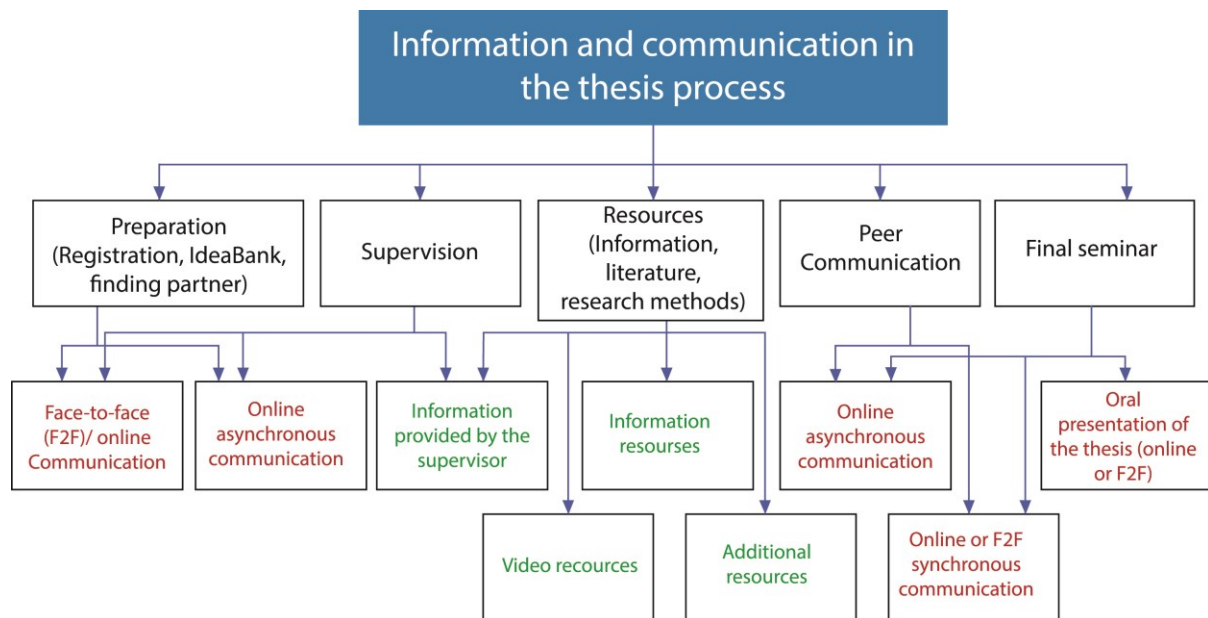 Information and communication in
the thesis process
Preparation
(Registration, IdeaBank,
finding partner)
Supervision
Resources
(Information,
literature,
research methods)
Peer
Communication
Final seminar
Face-to-face
(F2F)/ online
Communication
Online
asynchronous
communication
Information
provided by the
supervisor
Information
resourses
Online
asynchronous
communication
Oral
presentation of
the thesis (online
or F2F)
Video recources
Additional
resources
Online or F2F
synchronous
communication